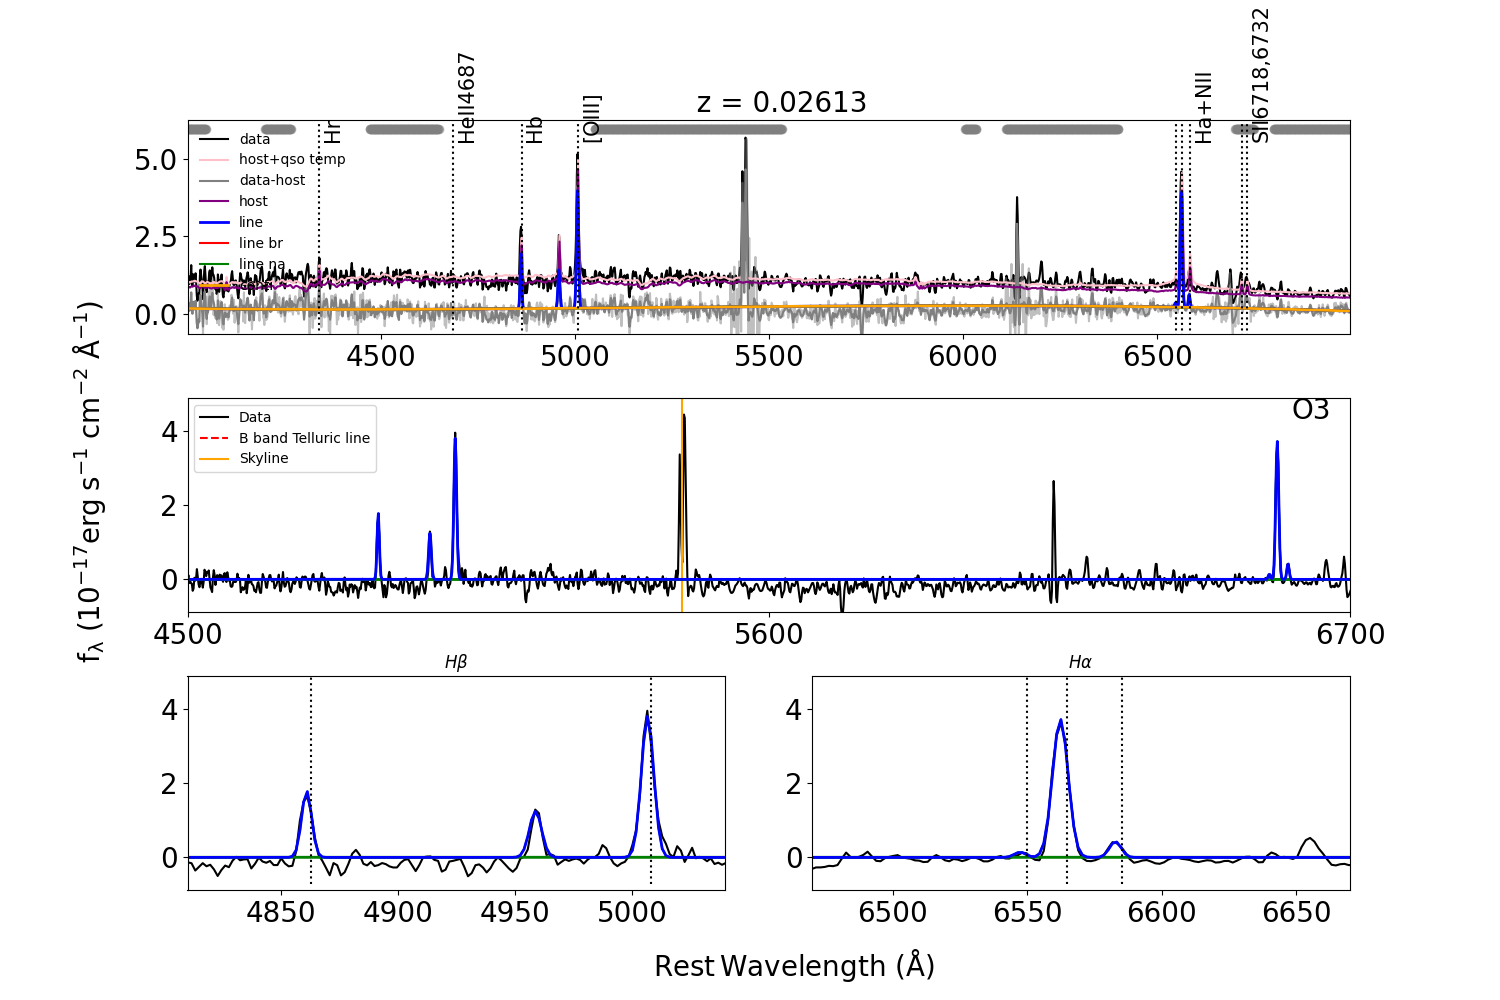 z = 0.02613
Hr
HeII4687
Hb
[OIII]
Ha+NII
SII6718,6732
data
host+qso temp
data-host
host
line
line br
line na
5.0
2.5
0.0
4500 5000 5500 6000 6500
fλ (10⁻¹⁷erg s⁻¹ cm⁻² Å⁻¹)
O3
Data
B band Telluric line
Skyline
4
2
0
4500 5600 6700
Hβ
4
2
0
4850 4900 4950 5000
Hα
4
2
0
6500 6550 6600 6650
Rest Wavelength (Å)